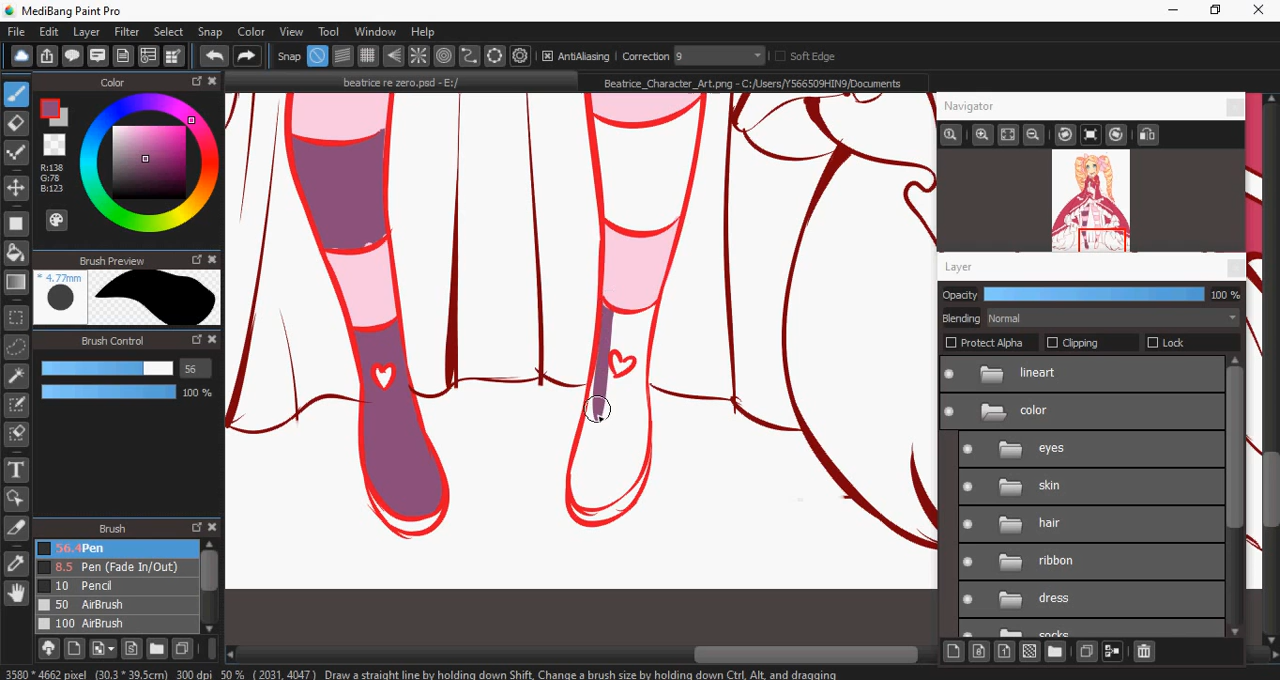 MediBang Paint Pro
File Edit Layer Filter Select Snap Color View Tool Window Help
Snap AntiAliasing Correction 9 Soft Edge
Color
beatrice re zero.psd - E:/
Beatrice_Character_Art.png - C:/Users/Y566509HIN9/Documents
Navigator
R:138
G:78
B:123
Brush Preview
* 4.77mm
Layer
Opacity 100 %
Blending Normal
Protect Alpha Clipping Lock
Brush Control
56
100 %
lineart
color
eyes
skin
hair
ribbon
dress
socks
Brush
56.4 Pen
8.5 Pen (Fade In/Out)
10 Pencil
50 AirBrush
100 AirBrush
3580 * 4662 pixel (30.3 * 39.5cm) 300 dpi 50 % ( 2031, 4047 ) Draw a straight line by holding down Shift, Change a brush size by holding down Ctrl, Alt, and dragging